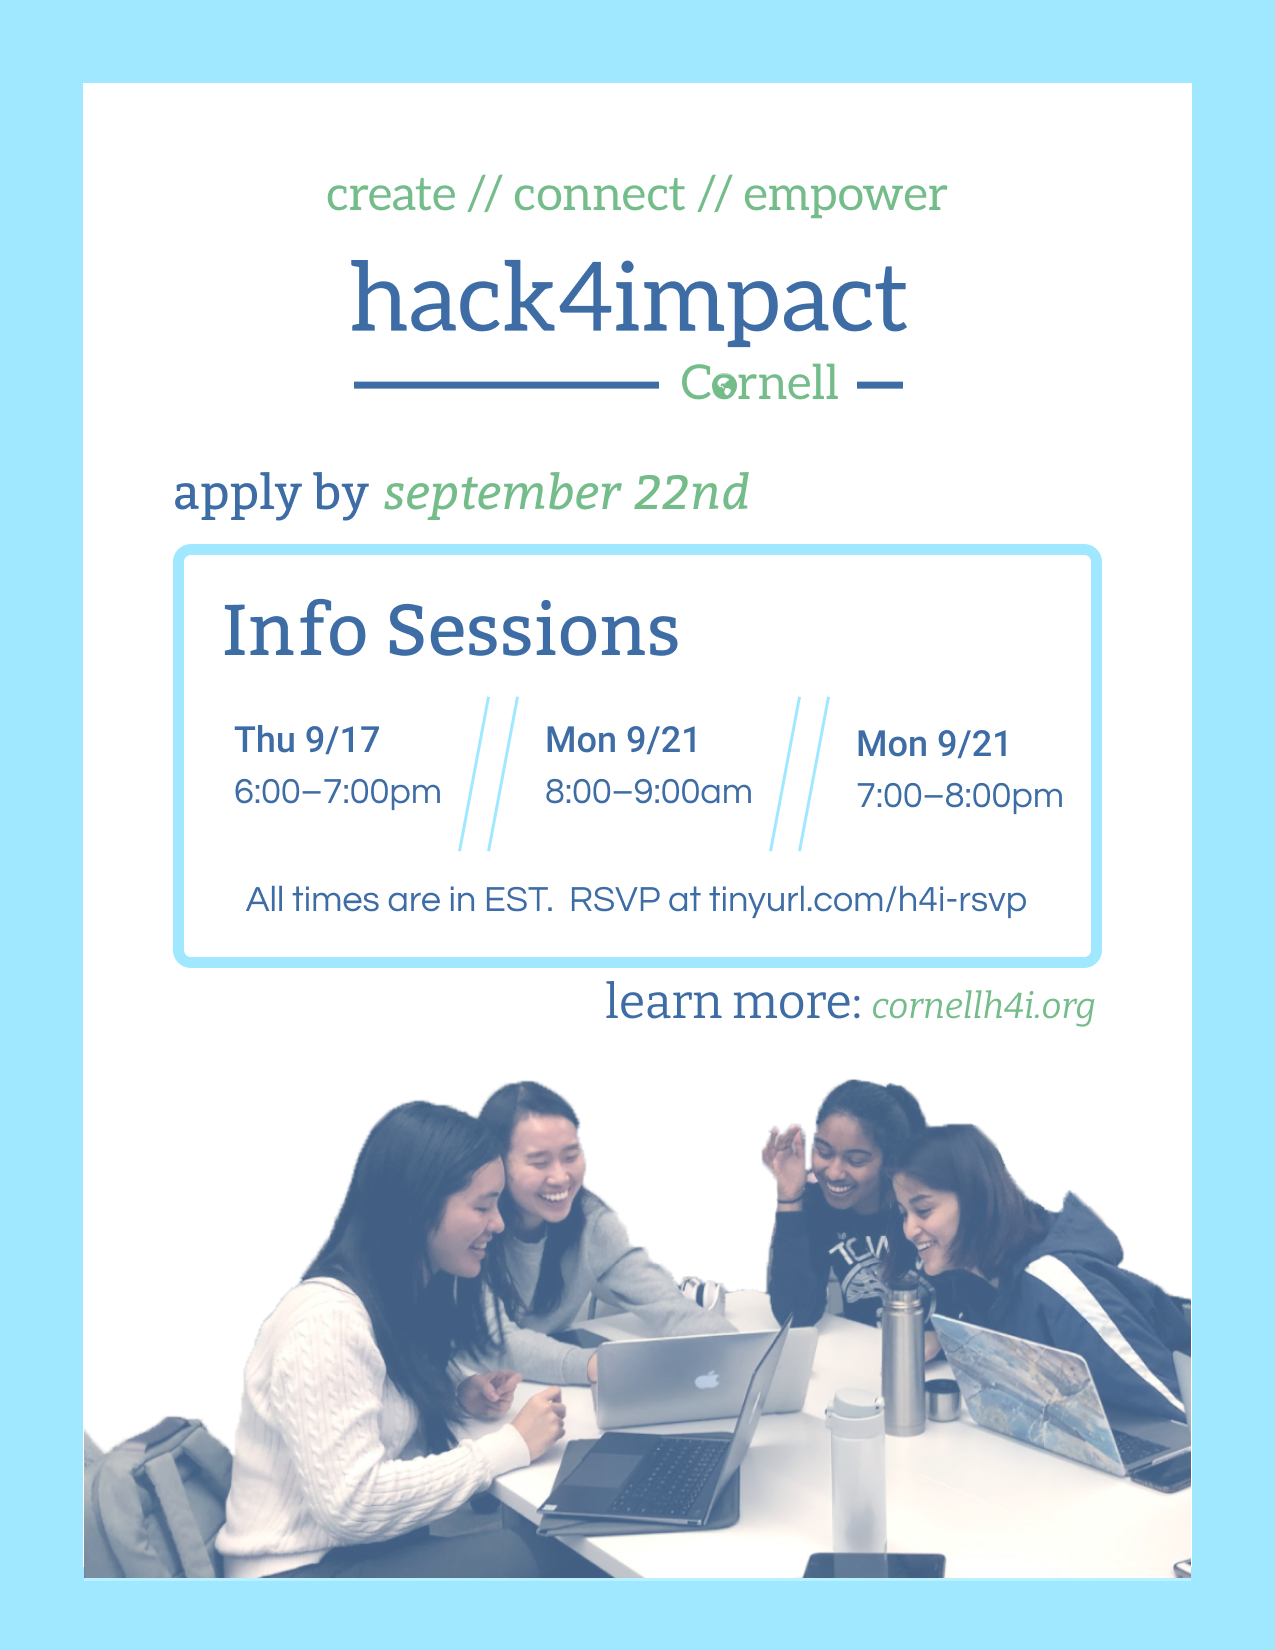 create // connect // empower
hack4impact
Cornell
apply by september 22nd
Info Sessions
Thu 9/17
6:00–7:00pm
Mon 9/21
8:00–9:00am
Mon 9/21
7:00–8:00pm
All times are in EST.  RSVP at tinyurl.com/h4i-rsvp
learn more: cornellh4i.org